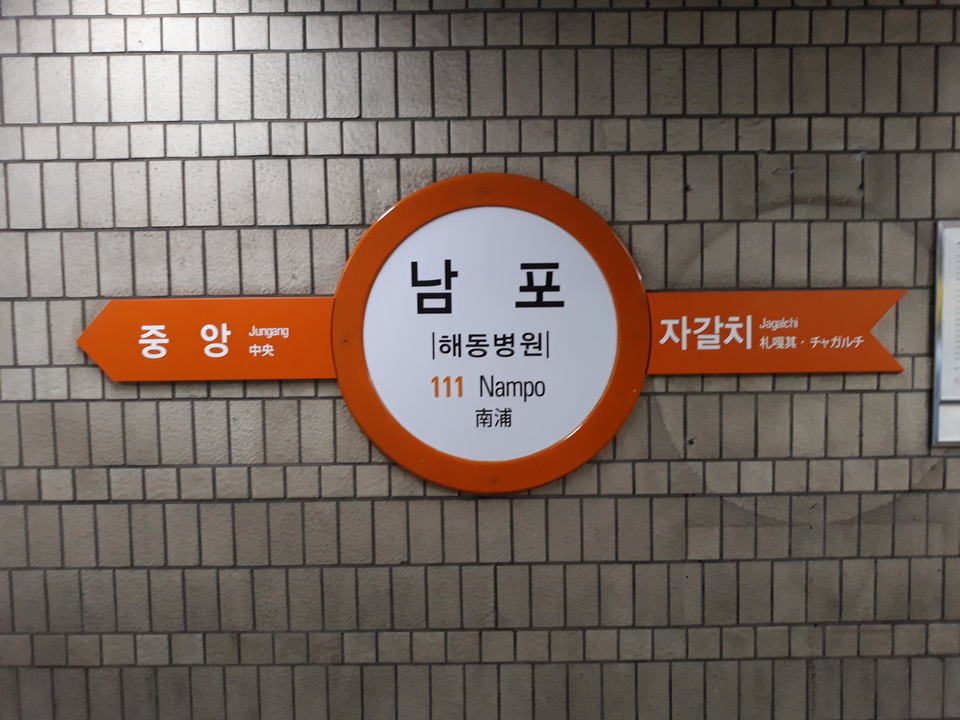 중 앙
Jungang
中央
남 포
|해동병원|
111 Nampo
南浦
자갈치
Jagalchi
札嘎其・チャガルチ